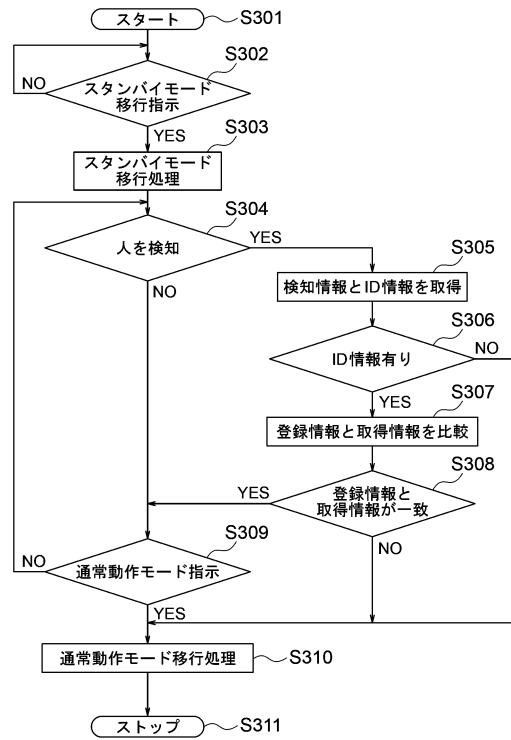 スタート
S301
S302
NO
スタンバイモード
移行指示
YES
S303
スタンバイモード
移行処理
S304
人を検知
YES
NO
S305
検知情報とID情報を取得
S306
ID情報有り
NO
YES
S307
登録情報と取得情報を比較
S308
YES
登録情報と
取得情報が一致
NO
S309
NO
通常動作モード指示
YES
通常動作モード移行処理
S310
ストップ
S311